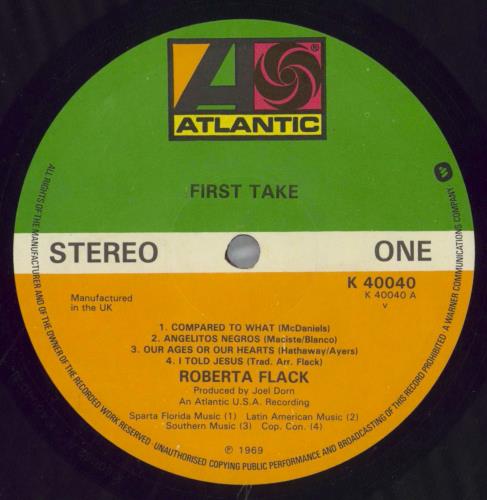 ATLANTIC
®
FIRST TAKE
STEREO
ONE
K 40040
K 40040 A
v
Manufactured
in the UK
1. COMPARED TO WHAT (McDaniels)
2. ANGELITOS NEGROS (Maciste/Blanco)
3. OUR AGES OR OUR HEARTS (Hathaway/Ayers)
4. I TOLD JESUS (Trad. Arr. Flack)
ROBERTA FLACK
Produced by Joel Dorn
An Atlantic U.S.A. Recording
Sparta Florida Music (1) Latin American Music (2)
Southern Music (3) Cop. Con. (4)
℗ 1969
ALL RIGHTS OF THE MANUFACTURER AND OF THE OWNER OF THE RECORDED WORK RESERVED UNAUTHORISED COPYING PUBLIC PERFORMANCE AND BROADCASTING OF THIS RECORD PROHIBITED A WARNER COMMUNICATIONS COMPANY